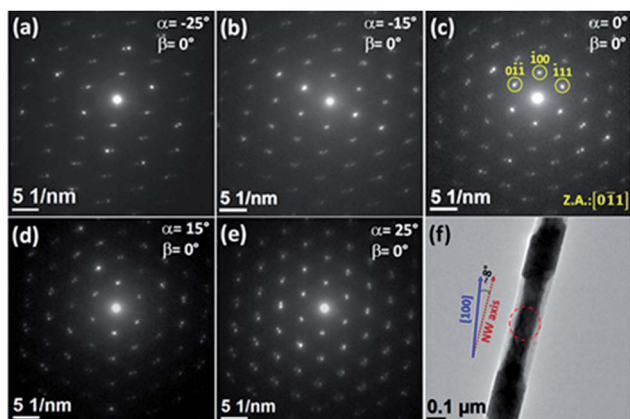 (a)
α= -25°
β= 0°
5 1/nm
(b)
α= -15°
β= 0°
5 1/nm
(c)
α= 0°
β= 0°
01̄1̄
1̄00
1̄11
5 1/nm
Z.A.:[01̄1]
(d)
α= 15°
β= 0°
5 1/nm
(e)
α= 25°
β= 0°
5 1/nm
(f)
~8°
[100]
NW axis
0.1 µm